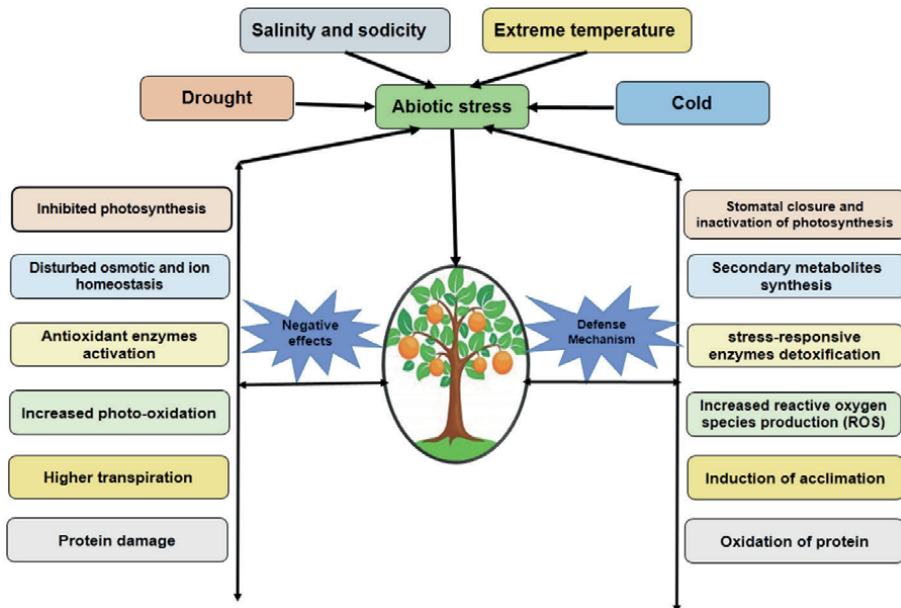 Salinity and sodicity
Extreme temperature
Drought
Abiotic stress
Cold
Inhibited photosynthesis
Disturbed osmotic and ion
homeostasis
Antioxidant enzymes
activation
Increased photo-oxidation
Higher transpiration
Protein damage
Negative
effects
Defense
Mechanism
Stomatal closure and
inactivation of photosynthesis
Secondary metabolites
synthesis
stress-responsive
enzymes detoxification
Increased reactive oxygen
species production (ROS)
Induction of acclimation
Oxidation of protein